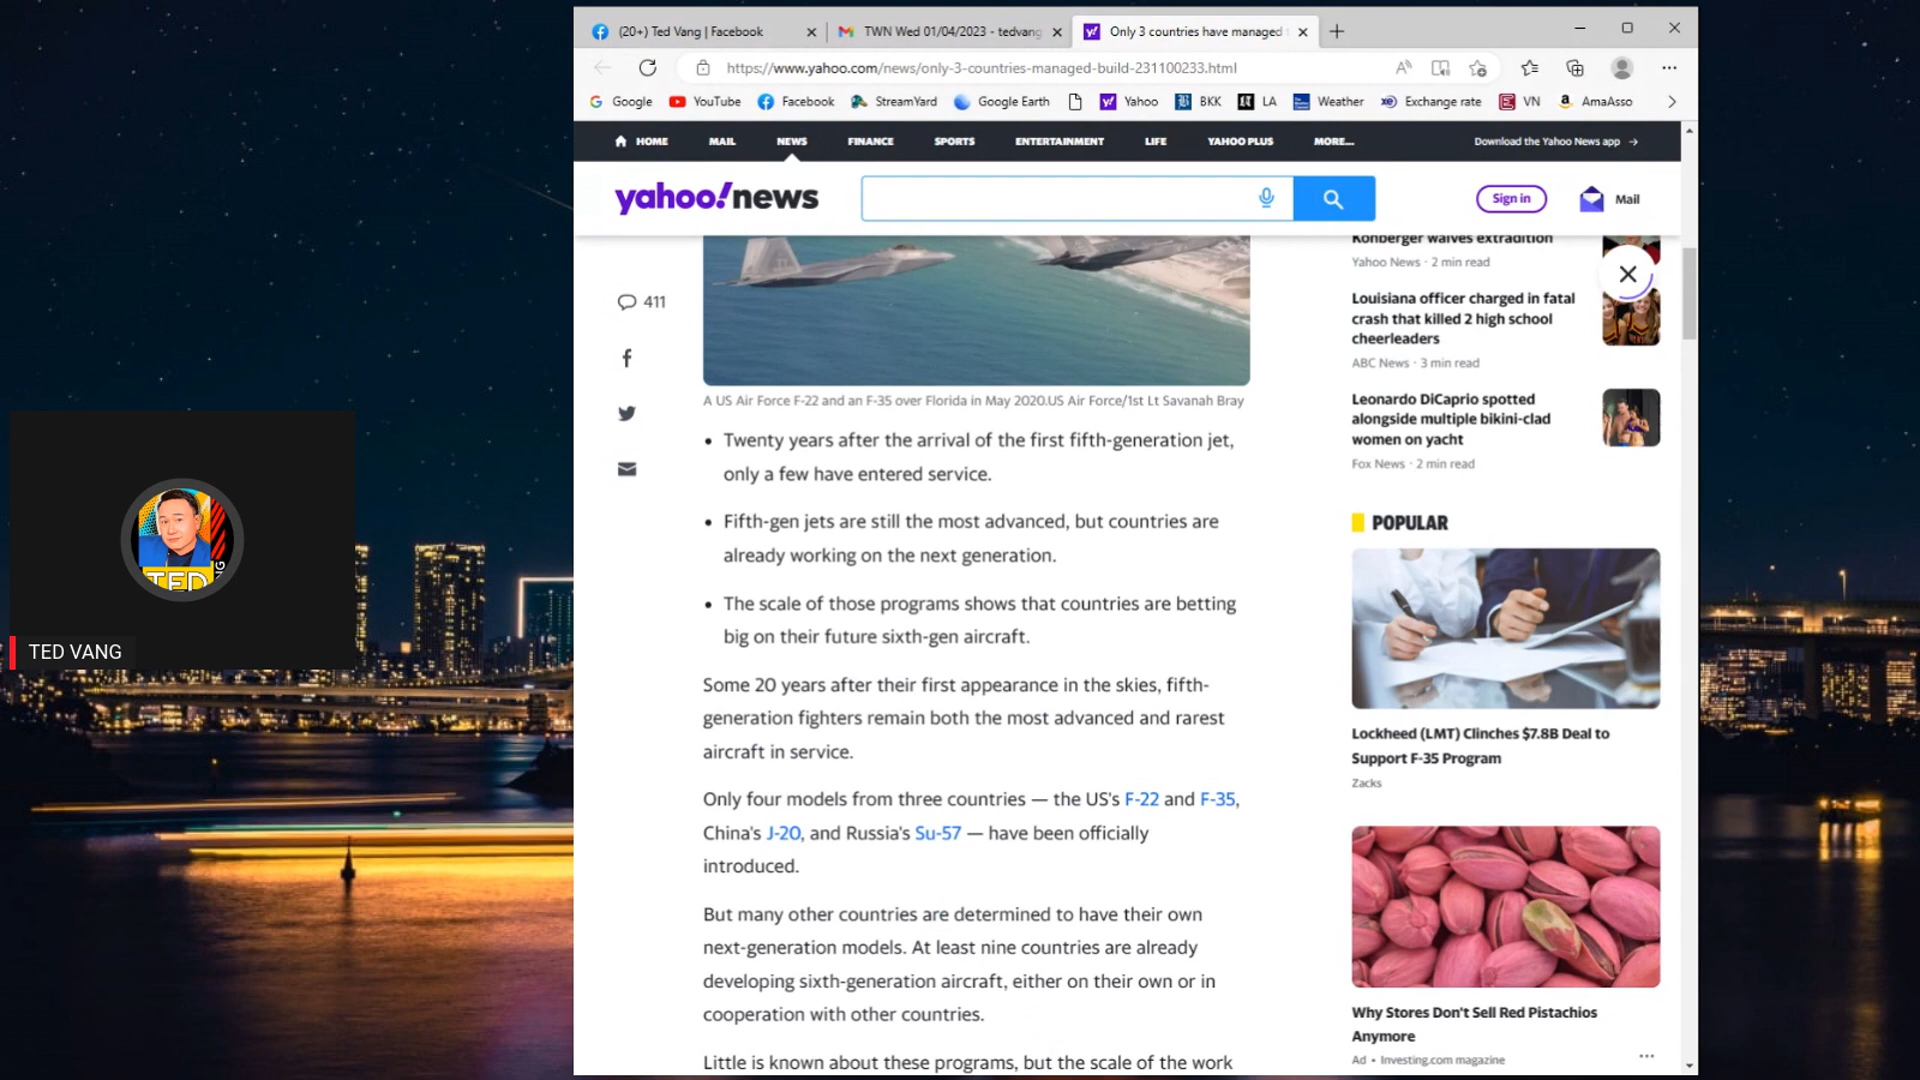 (20+) Ted Vang | Facebook
TWN Wed 01/04/2023 - tedvang
Only 3 countries have managed
https://www.yahoo.com/news/only-3-countries-managed-build-231100233.html
Google YouTube Facebook StreamYard Google Earth Yahoo BKK LA Weather Exchange rate VN AmaAsso
HOME MAIL NEWS FINANCE SPORTS ENTERTAINMENT LIFE YAHOO PLUS MORE... Download the Yahoo News app →
yahoo!news
Sign in
Mail
411
A US Air Force F-22 and an F-35 over Florida in May 2020.US Air Force/1st Lt Savanah Bray
• Twenty years after the arrival of the first fifth-generation jet,
only a few have entered service.
• Fifth-gen jets are still the most advanced, but countries are
already working on the next generation.
• The scale of those programs shows that countries are betting
big on their future sixth-gen aircraft.
Some 20 years after their first appearance in the skies, fifth-
generation fighters remain both the most advanced and rarest
aircraft in service.
Only four models from three countries — the US's F-22 and F-35,
China's J-20, and Russia's Su-57 — have been officially
introduced.
But many other countries are determined to have their own
next-generation models. At least nine countries are already
developing sixth-generation aircraft, either on their own or in
cooperation with other countries.
Little is known about these programs, but the scale of the work
Kohberger waives extradition
Yahoo News · 2 min read
Louisiana officer charged in fatal
crash that killed 2 high school
cheerleaders
ABC News · 3 min read
Leonardo DiCaprio spotted
alongside multiple bikini-clad
women on yacht
Fox News · 2 min read
POPULAR
Lockheed (LMT) Clinches $7.8B Deal to
Support F-35 Program
Zacks
Why Stores Don't Sell Red Pistachios
Anymore
Ad • Investing.com magazine
TED
NG
TED VANG